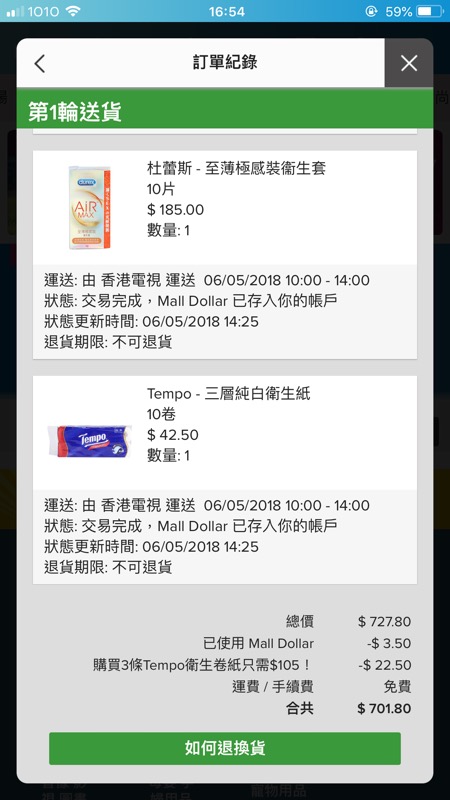 1010
16:54
59%
訂單紀錄
第1輪送貨
durex
AiR
MAX
杜蕾斯 - 至薄極感裝衞生套
10片
$ 185.00
數量: 1
運送: 由 香港電視 運送 06/05/2018 10:00 - 14:00
狀態: 交易完成，Mall Dollar 已存入你的帳戶
狀態更新時間: 06/05/2018 14:25
退貨期限: 不可退貨
Tempo
Tempo - 三層純白衛生紙
10卷
$ 42.50
數量: 1
運送: 由 香港電視 運送 06/05/2018 10:00 - 14:00
狀態: 交易完成，Mall Dollar 已存入你的帳戶
狀態更新時間: 06/05/2018 14:25
退貨期限: 不可退貨
總價 $ 727.80
已使用 Mall Dollar -$ 3.50
購買3條Tempo衛生卷紙只需$105！ -$ 22.50
運費 / 手續費 免費
合共 $ 701.80
如何退換貨
寵物用品